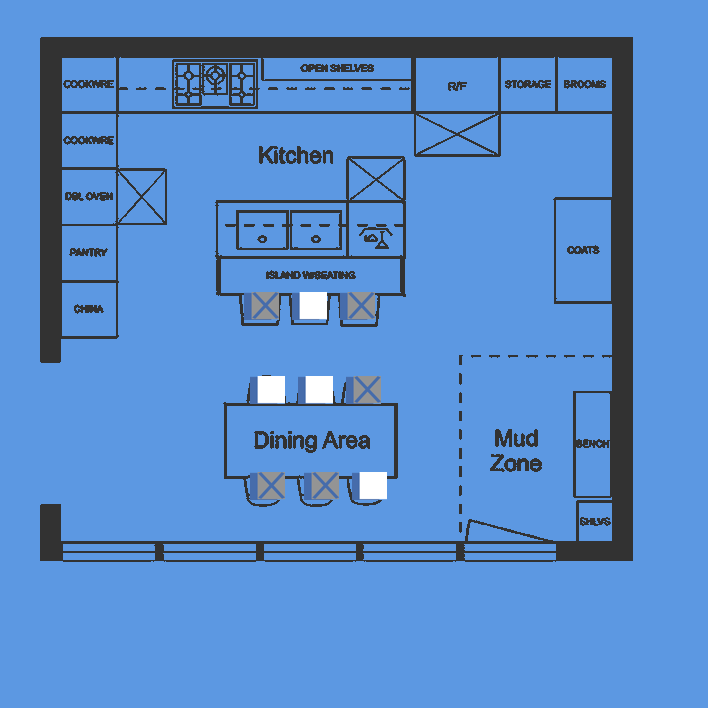 COOKWRE
OPEN SHELVES
R/F
STORAGE
BROOMS
COOKWRE
Kitchen
DBL OVEN
PANTRY
COATS
ISLAND W/SEATING
CHINA
Dining Area
Mud
Zone
BENCH
SHLVS